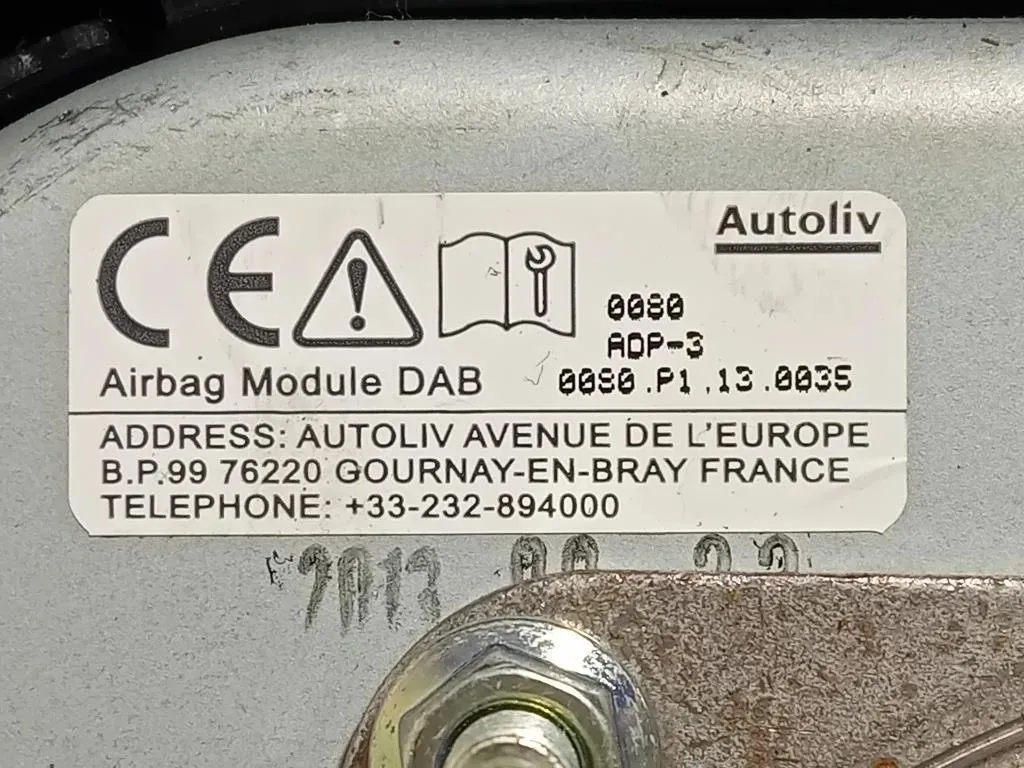 CE
Autoliv
0080
ADP-3
Airbag Module DAB 0080.P1.13.0035
ADDRESS: AUTOLIV AVENUE DE L'EUROPE
B.P.99 76220 GOURNAY-EN-BRAY FRANCE
TELEPHONE: +33-232-894000